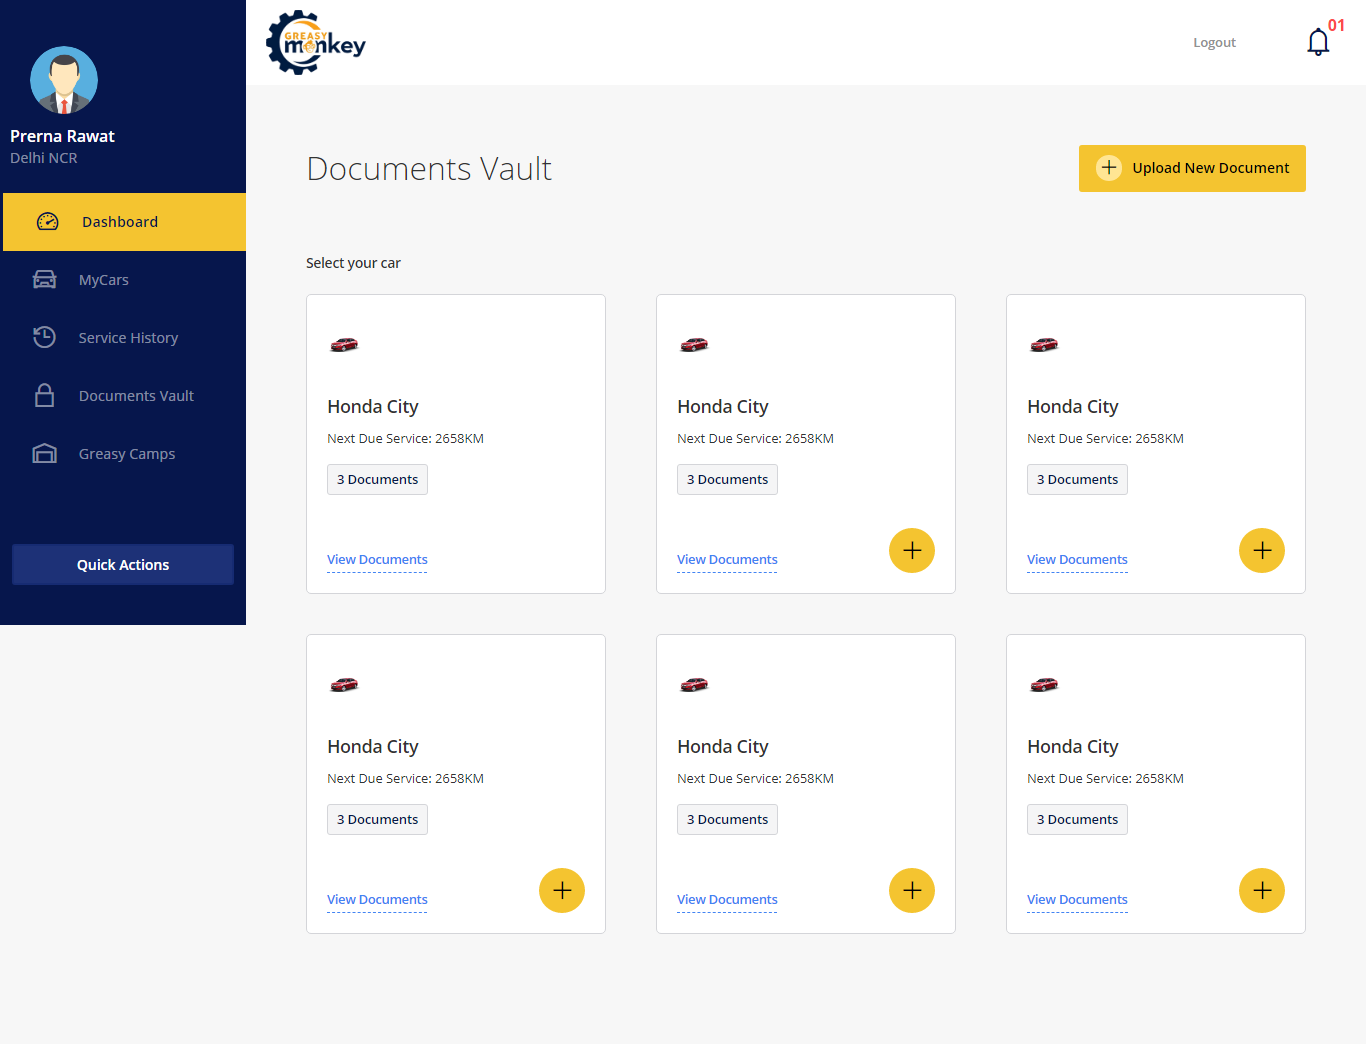 Prerna Rawat
Delhi NCR
Dashboard
MyCars
Service History
Documents Vault
Greasy Camps
Quick Actions
GREASY
monkey
Logout
01
Documents Vault
Upload New Document
Select your car
Honda City
Next Due Service: 2658KM
3 Documents
View Documents
Honda City
Next Due Service: 2658KM
3 Documents
View Documents
Honda City
Next Due Service: 2658KM
3 Documents
View Documents
Honda City
Next Due Service: 2658KM
3 Documents
View Documents
Honda City
Next Due Service: 2658KM
3 Documents
View Documents
Honda City
Next Due Service: 2658KM
3 Documents
View Documents